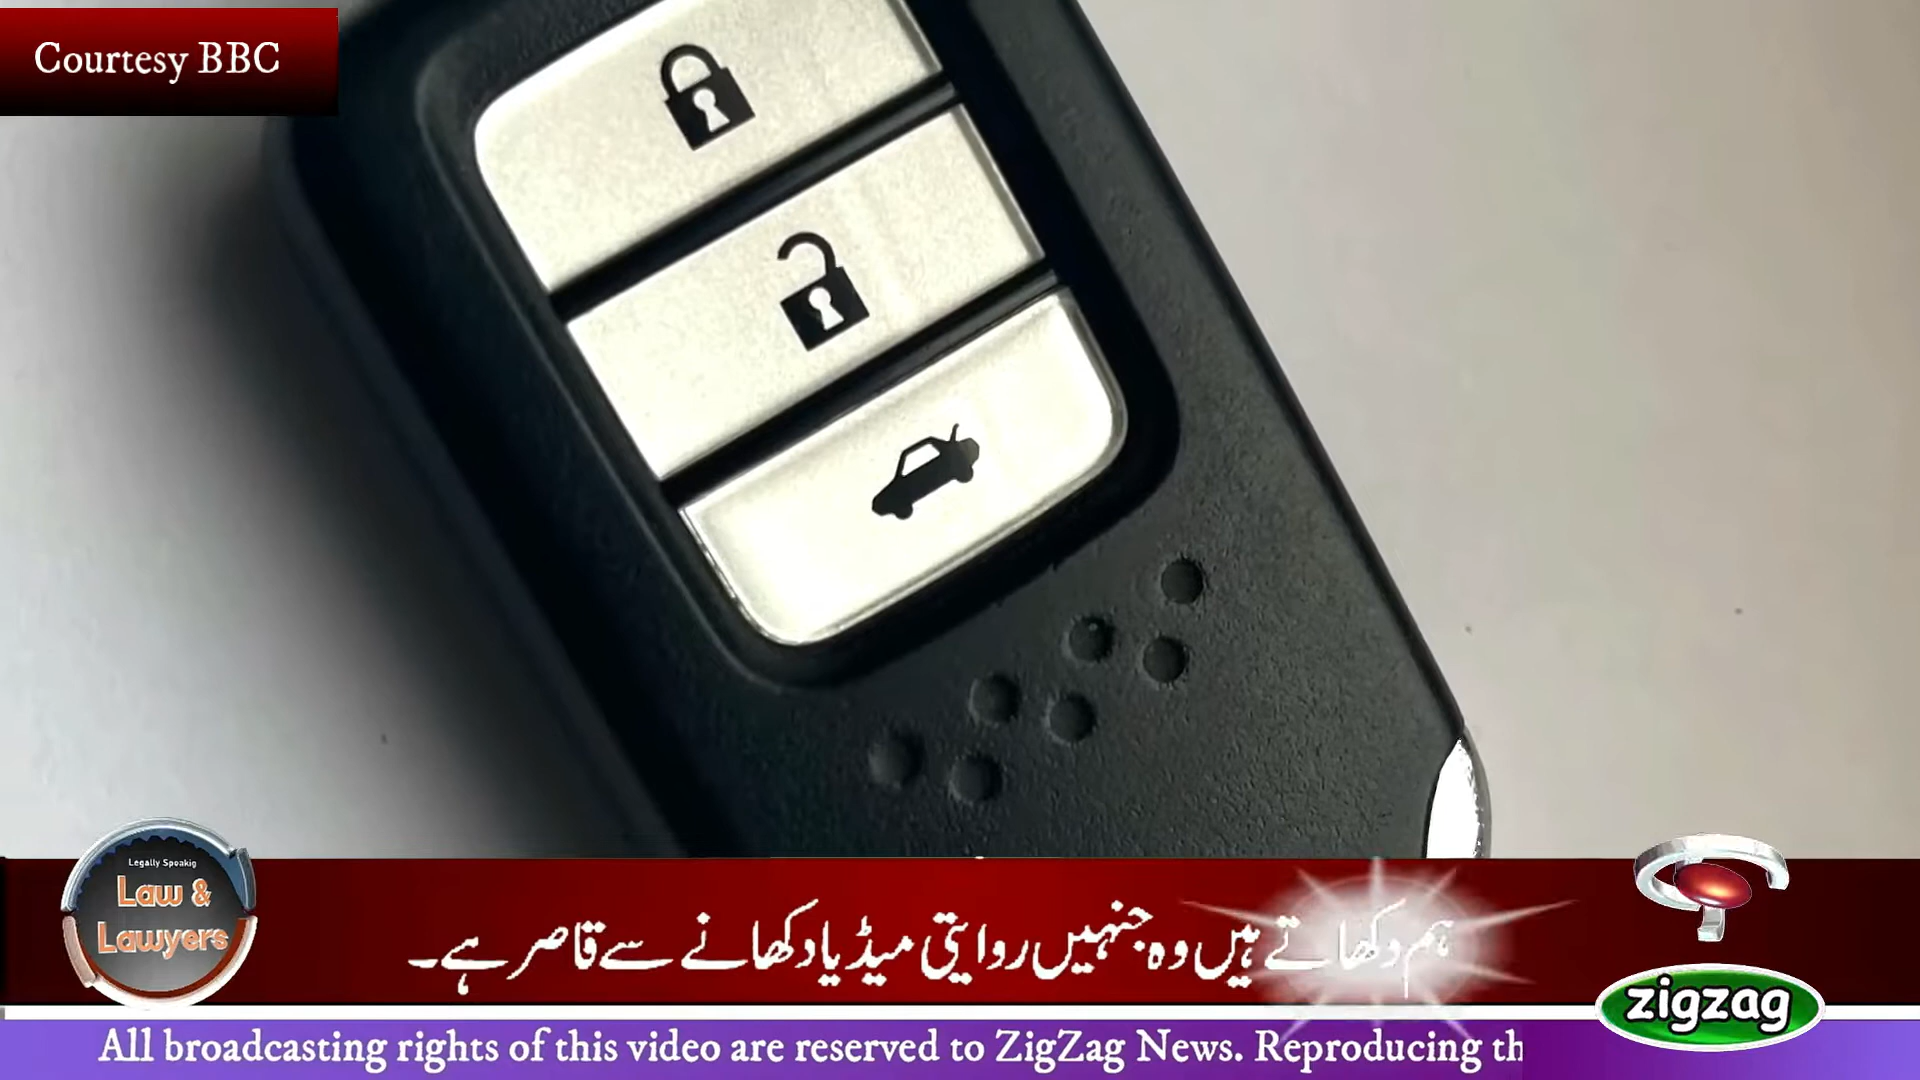 Courtesy BBC
Legally Speakig
Law &
Lawyers
ہم دکھاتے ہیں وہ جنہیں روایتی میڈیا دکھانے سے قاصر ہے۔
zigzag
All broadcasting rights of this video are reserved to ZigZag News. Reproducing th